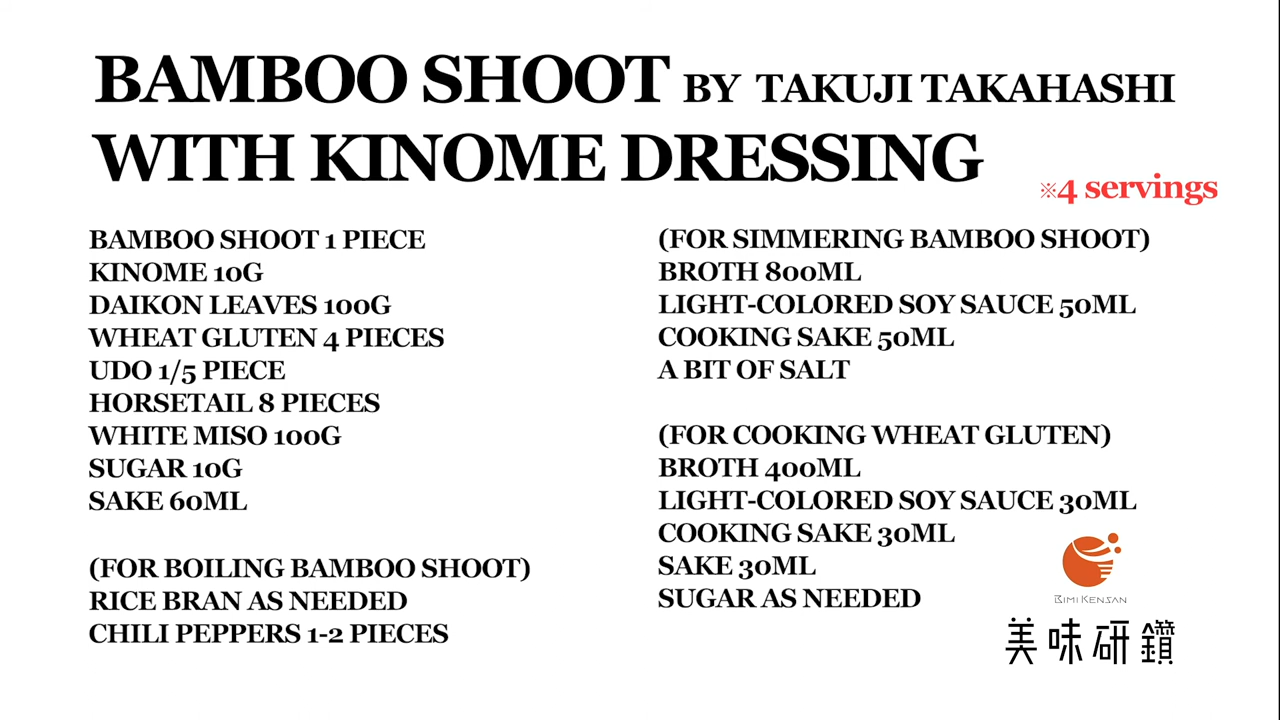 BAMBOO SHOOT BY TAKUJI TAKAHASHI
WITH KINOME DRESSING
※4 servings
BAMBOO SHOOT 1 PIECE
KINOME 10G
DAIKON LEAVES 100G
WHEAT GLUTEN 4 PIECES
UDO 1/5 PIECE
HORSETAIL 8 PIECES
WHITE MISO 100G
SUGAR 10G
SAKE 60ML
(FOR BOILING BAMBOO SHOOT)
RICE BRAN AS NEEDED
CHILI PEPPERS 1-2 PIECES
(FOR SIMMERING BAMBOO SHOOT)
BROTH 800ML
LIGHT-COLORED SOY SAUCE 50ML
COOKING SAKE 50ML
A BIT OF SALT
(FOR COOKING WHEAT GLUTEN)
BROTH 400ML
LIGHT-COLORED SOY SAUCE 30ML
COOKING SAKE 30ML
SAKE 30ML
SUGAR AS NEEDED
BIMI KENSAN
美味研鑽